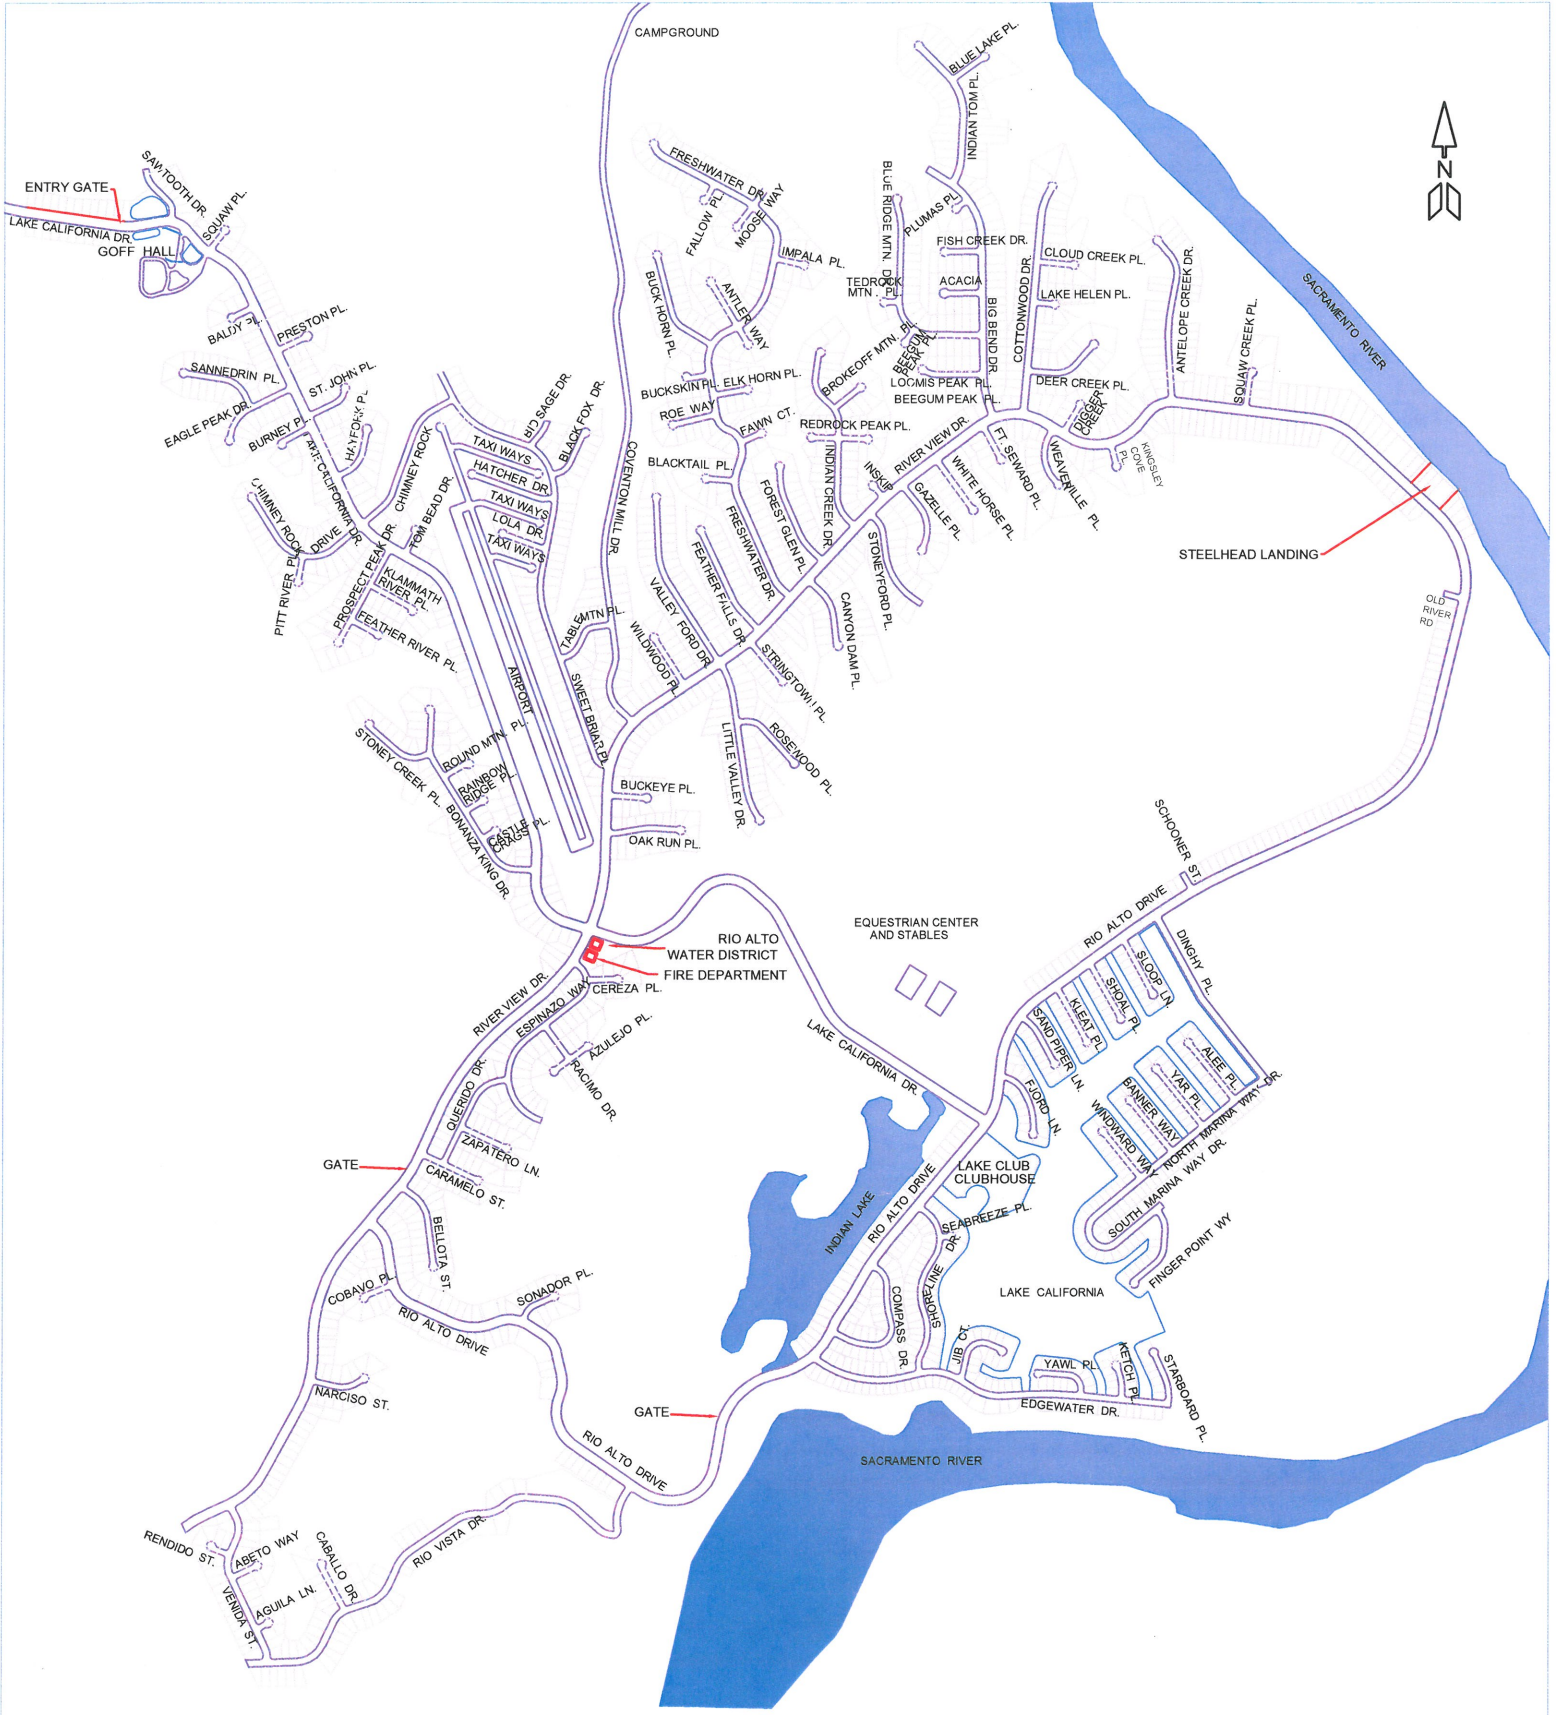 CAMPGROUND
BLUE LAKE PL.
INDIAN TOM PL.
N
SAWTOOTH DR.
ENTRY GATE
SQUAW PL.
LAKE CALIFORNIA DR.
GOFF HALL
FRESHWATER DR.
FALLOW PL.
MOOSE WAY
IMPALA PL.
BLUE RIDGE MTN. DR.
PLUMAS PL.
FISH CREEK DR.
CLOUD CREEK PL.
ANTELOPE CREEK DR.
SACRAMENTO RIVER
TEDROCK
MTN. PL.
ACACIA
LAKE HELEN PL.
BUCK HORN PL.
ANTLER WAY
BALDY PL.
PRESTON PL.
BIG BEND DR.
COTTONWOOD DR.
SQUAW CREEK PL.
BROKEOFF MTN. PL.
BEEGUM
PEAK PL.
SANNEDRIN PL.
ST. JOHN PL.
BUCKSKIN PL.
ELK HORN PL.
LOOMIS PEAK PL.
DEER CREEK PL.
BEEGUM PEAK PL.
EAGLE PEAK DR.
BURNEY PL.
HAYFORK PL.
SAGE DR.
BLACK FOX DR.
ROE WAY
FAWN CT.
REDROCK PEAK PL.
RIVER VIEW DR.
DIGGER
CREEK
CALIFORNIA DR.
CHIMNEY ROCK
TAXI WAYS
HATCHER DR.
COVENTON MILL DR.
BLACKTAIL PL.
INDIAN CREEK DR.
INSKIP
FT. SEWARD PL.
WEAVERVILLE PL.
KINGSLEY
COVE
PL.
CHIMNEY ROCK
DRIVE
TOM BEAD DR.
TAXI WAYS
LOLA DR.
TAXI WAYS
FOREST GLEN PL.
FRESHWATER DR.
GAZELLE PL.
WHITE HORSE PL.
STONEYFORD PL.
STEELHEAD LANDING
PITT RIVER PL.
PROSPECT PEAK DR.
KLAMMATH
RIVER PL.
FEATHER RIVER PL.
TABLE MTN PL.
WILDWOOD PL.
VALLEY FORD DR.
FEATHER FALLS DR.
CANYON DAM PL.
OLD
RIVER
RD
AIRPORT
SWEET BRIAR PL.
STRINGTOWN PL.
STONEY CREEK PL.
ROUND MTN. PL.
RAINBOW
RIDGE PL.
LITTLE VALLEY DR.
ROSEWOOD PL.
BUCKEYE PL.
BONANZA KING DR.
CASTLE
CRAGS PL.
OAK RUN PL.
SCHOONER ST.
RIO ALTO DRIVE
EQUESTRIAN CENTER
AND STABLES
RIO ALTO
WATER DISTRICT
FIRE DEPARTMENT
DINGHY PL.
SLOOP LN.
SHOAL PL.
KLEAT PL.
SAND PIPER LN.
RIVER VIEW DR.
ESPINAZO WAY
CEREZA PL.
AZULEJO PL.
RACIMO DR.
LAKE CALIFORNIA DR.
FJORD LN.
ALEE PL.
YAR PL.
BANNER WAY
WINDWARD WAY
NORTH MARINA WAY DR.
QUERIDO DR.
ZAPATERO LN.
CARAMELO ST.
GATE
LAKE CLUB
CLUBHOUSE
SOUTH MARINA WAY DR.
INDIAN LAKE
RIO ALTO DRIVE
SEABREEZE PL.
FINGER POINT WY
BELLOTA ST.
SHORELINE DR.
LAKE CALIFORNIA
COBAVO PL.
SONADOR PL.
RIO ALTO DRIVE
COMPASS DR.
JIB CT.
YAWL PL.
KETCH PL.
STARBOARD PL.
NARCISO ST.
GATE
EDGEWATER DR.
RIO ALTO DRIVE
SACRAMENTO RIVER
RIO VISTA DR.
RENDIDO ST.
ABETO WAY
CABALLO DR.
AGUILA LN.
VENIDA ST.